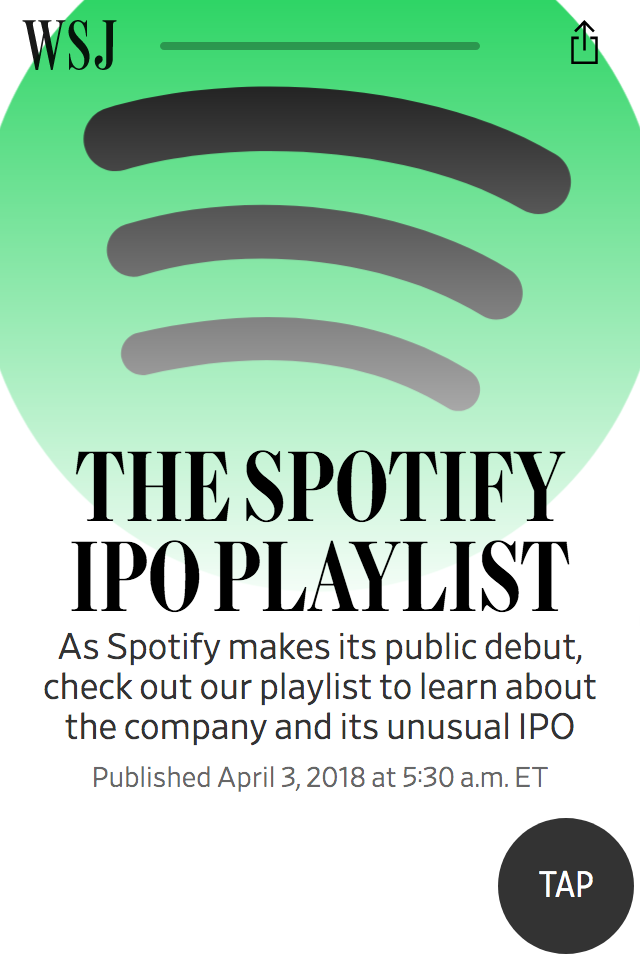 WSJ
THE SPOTIFY
IPO PLAYLIST
As Spotify makes its public debut,
check out our playlist to learn about
the company and its unusual IPO
Published April 3, 2018 at 5:30 a.m. ET
TAP